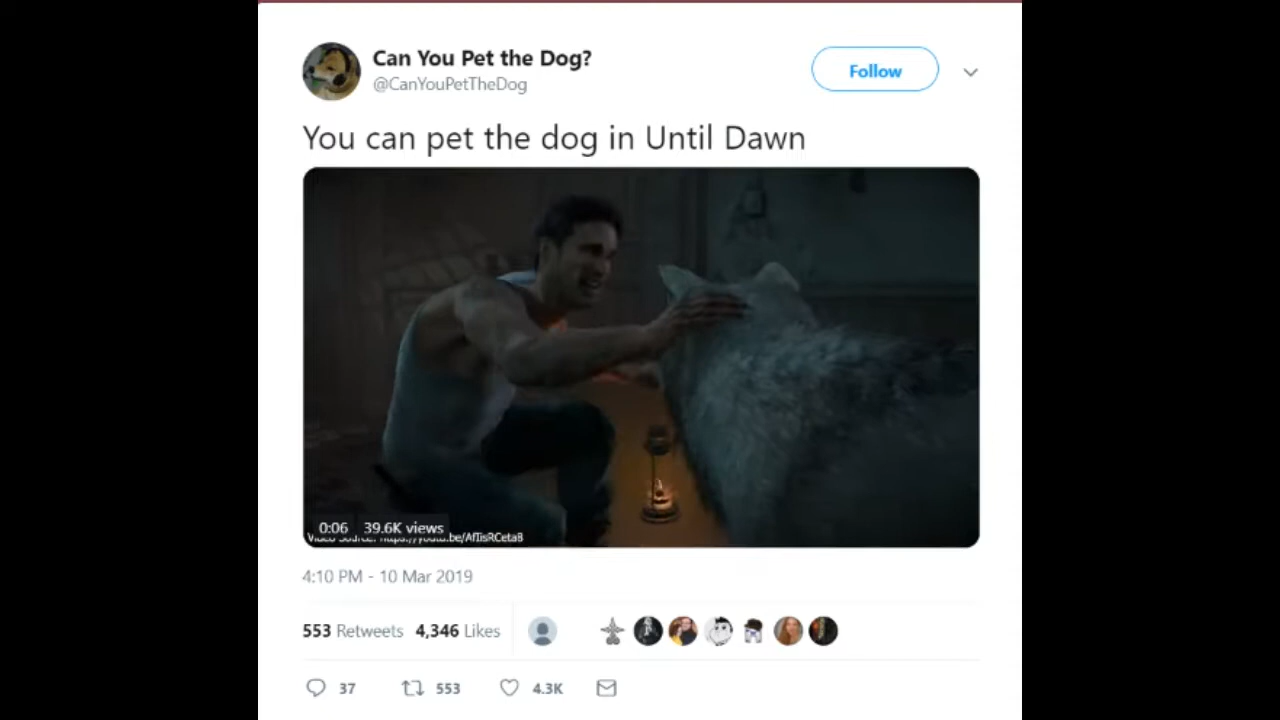 Can You Pet the Dog?
@CanYouPetTheDog
Follow
You can pet the dog in Until Dawn
0:06 39.6K views
4:10 PM - 10 Mar 2019
553 Retweets 4,346 Likes
37 553 4.3K